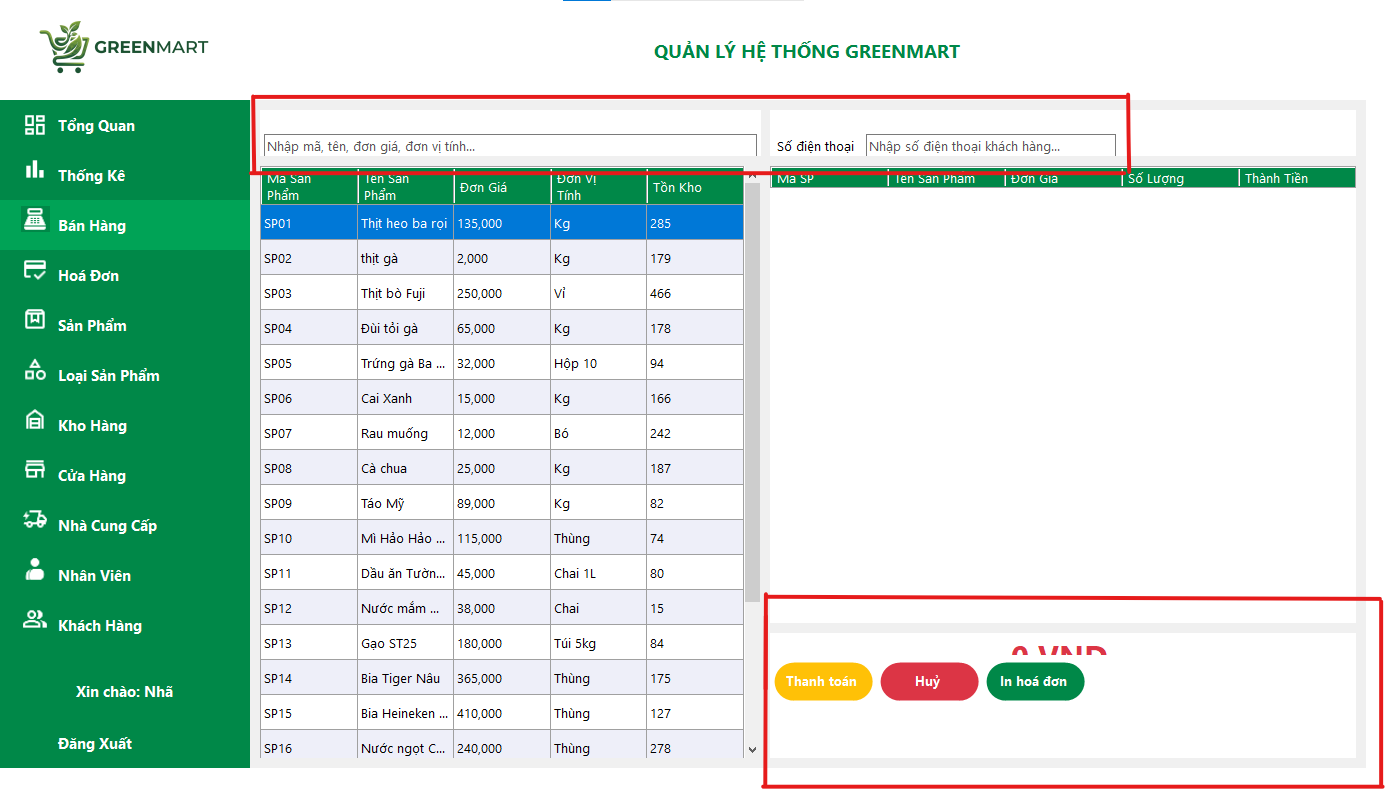 GREENMART
QUẢN LÝ HỆ THỐNG GREENMART
Tổng Quan
Thống Kê
Bán Hàng
Hoá Đơn
Sản Phẩm
Loại Sản Phẩm
Kho Hàng
Cửa Hàng
Nhà Cung Cấp
Nhân Viên
Khách Hàng
Xin chào: Nhã
Đăng Xuất
Nhập mã, tên, đơn giá, đơn vị tính...
Mã Sản Phẩm Tên Sản Phẩm Đơn Giá Đơn Vị Tính Tồn Kho
SP01 Thịt heo ba rọi 135,000 Kg 285
SP02 thịt gà 2,000 Kg 179
SP03 Thịt bò Fuji 250,000 Vỉ 466
SP04 Đùi tỏi gà 65,000 Kg 178
SP05 Trứng gà Ba ... 32,000 Hộp 10 94
SP06 Cai Xanh 15,000 Kg 166
SP07 Rau muống 12,000 Bó 242
SP08 Cà chua 25,000 Kg 187
SP09 Táo Mỹ 89,000 Kg 82
SP10 Mì Hảo Hảo ... 115,000 Thùng 74
SP11 Dầu ăn Tườn... 45,000 Chai 1L 80
SP12 Nước mắm ... 38,000 Chai 15
SP13 Gạo ST25 180,000 Túi 5kg 84
SP14 Bia Tiger Nâu 365,000 Thùng 175
SP15 Bia Heineken ... 410,000 Thùng 127
SP16 Nước ngọt C... 240,000 Thùng 278
Số điện thoại Nhập số điện thoại khách hàng...
Mã SP Tên Sản Phẩm Đơn Giá Số Lượng Thành Tiền
0 VND
Thanh toán Huỷ In hoá đơn